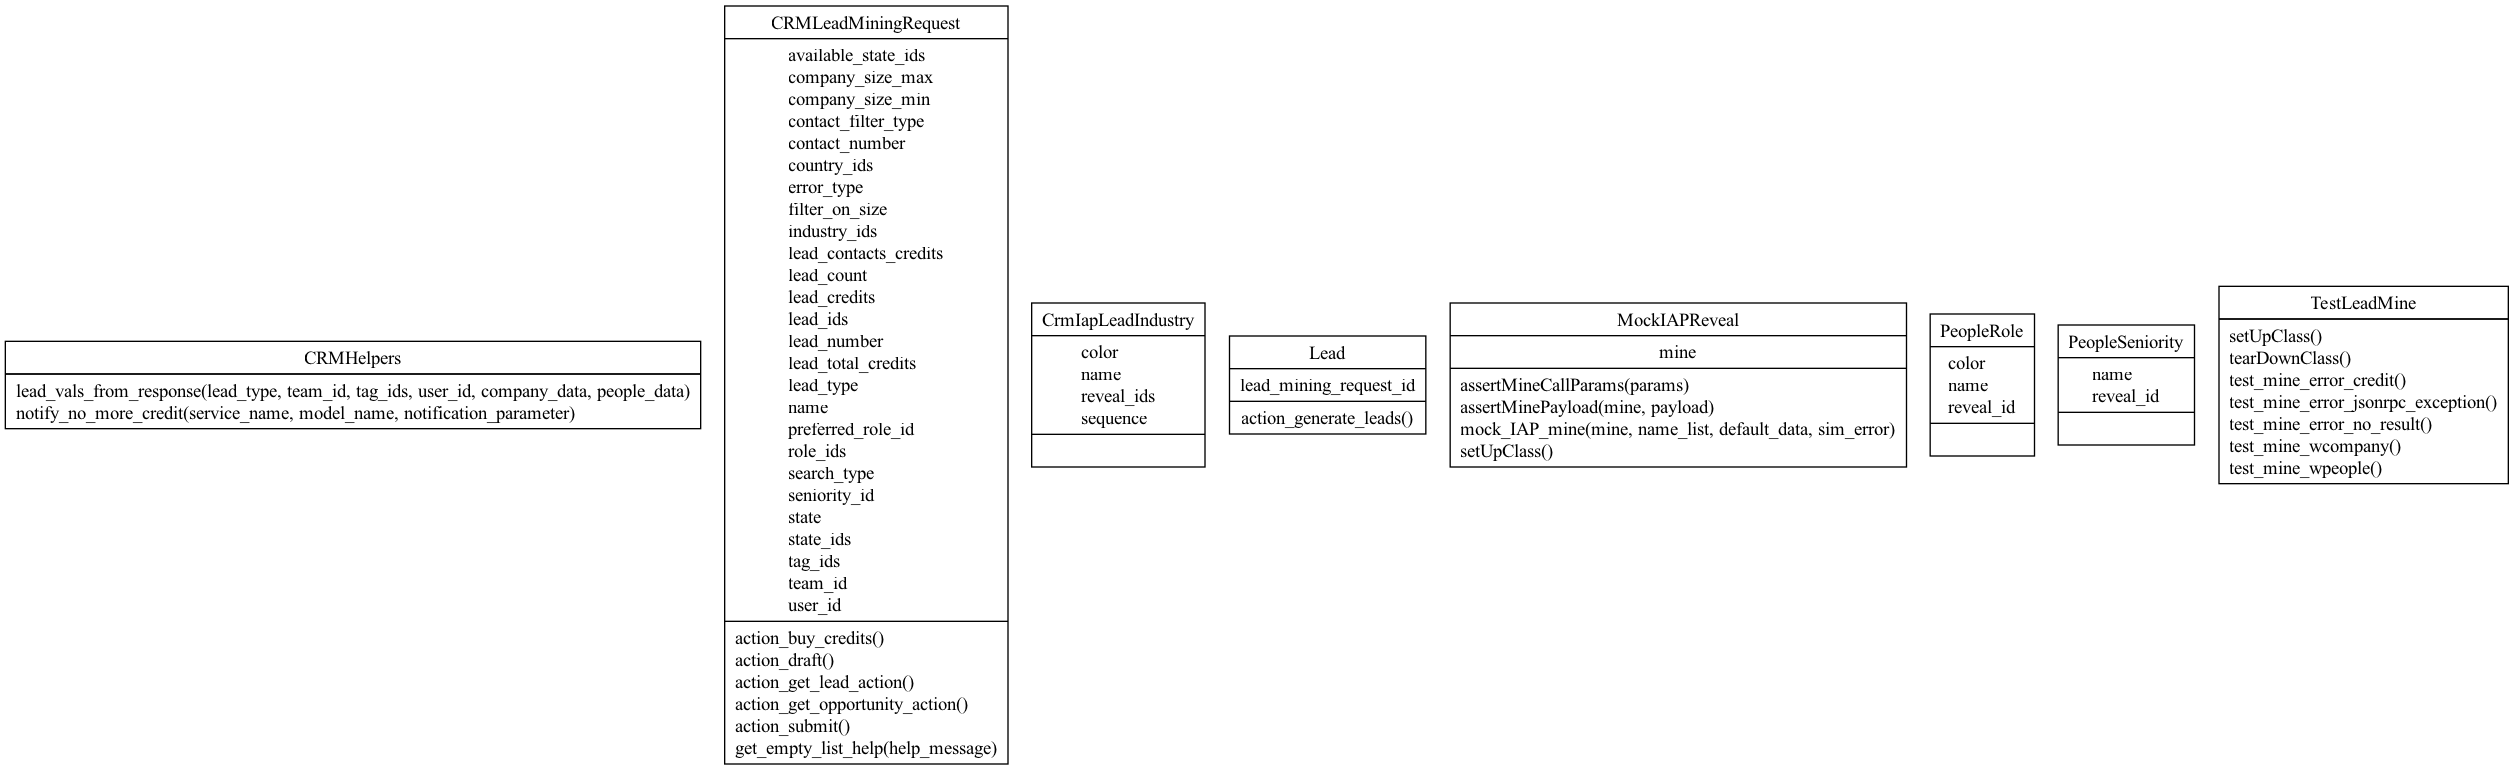 CRMHelpers
lead_vals_from_response(lead_type, team_id, tag_ids, user_id, company_data, people_data)
notify_no_more_credit(service_name, model_name, notification_parameter)
CRMLeadMiningRequest
available_state_ids
company_size_max
company_size_min
contact_filter_type
contact_number
country_ids
error_type
filter_on_size
industry_ids
lead_contacts_credits
lead_count
lead_credits
lead_ids
lead_number
lead_total_credits
lead_type
name
preferred_role_id
role_ids
search_type
seniority_id
state
state_ids
tag_ids
team_id
user_id
action_buy_credits()
action_draft()
action_get_lead_action()
action_get_opportunity_action()
action_submit()
get_empty_list_help(help_message)
CrmIapLeadIndustry
color
name
reveal_ids
sequence
Lead
lead_mining_request_id
action_generate_leads()
MockIAPReveal
mine
assertMineCallParams(params)
assertMinePayload(mine, payload)
mock_IAP_mine(mine, name_list, default_data, sim_error)
setUpClass()
PeopleRole
color
name
reveal_id
PeopleSeniority
name
reveal_id
TestLeadMine
setUpClass()
tearDownClass()
test_mine_error_credit()
test_mine_error_jsonrpc_exception()
test_mine_error_no_result()
test_mine_wcompany()
test_mine_wpeople()